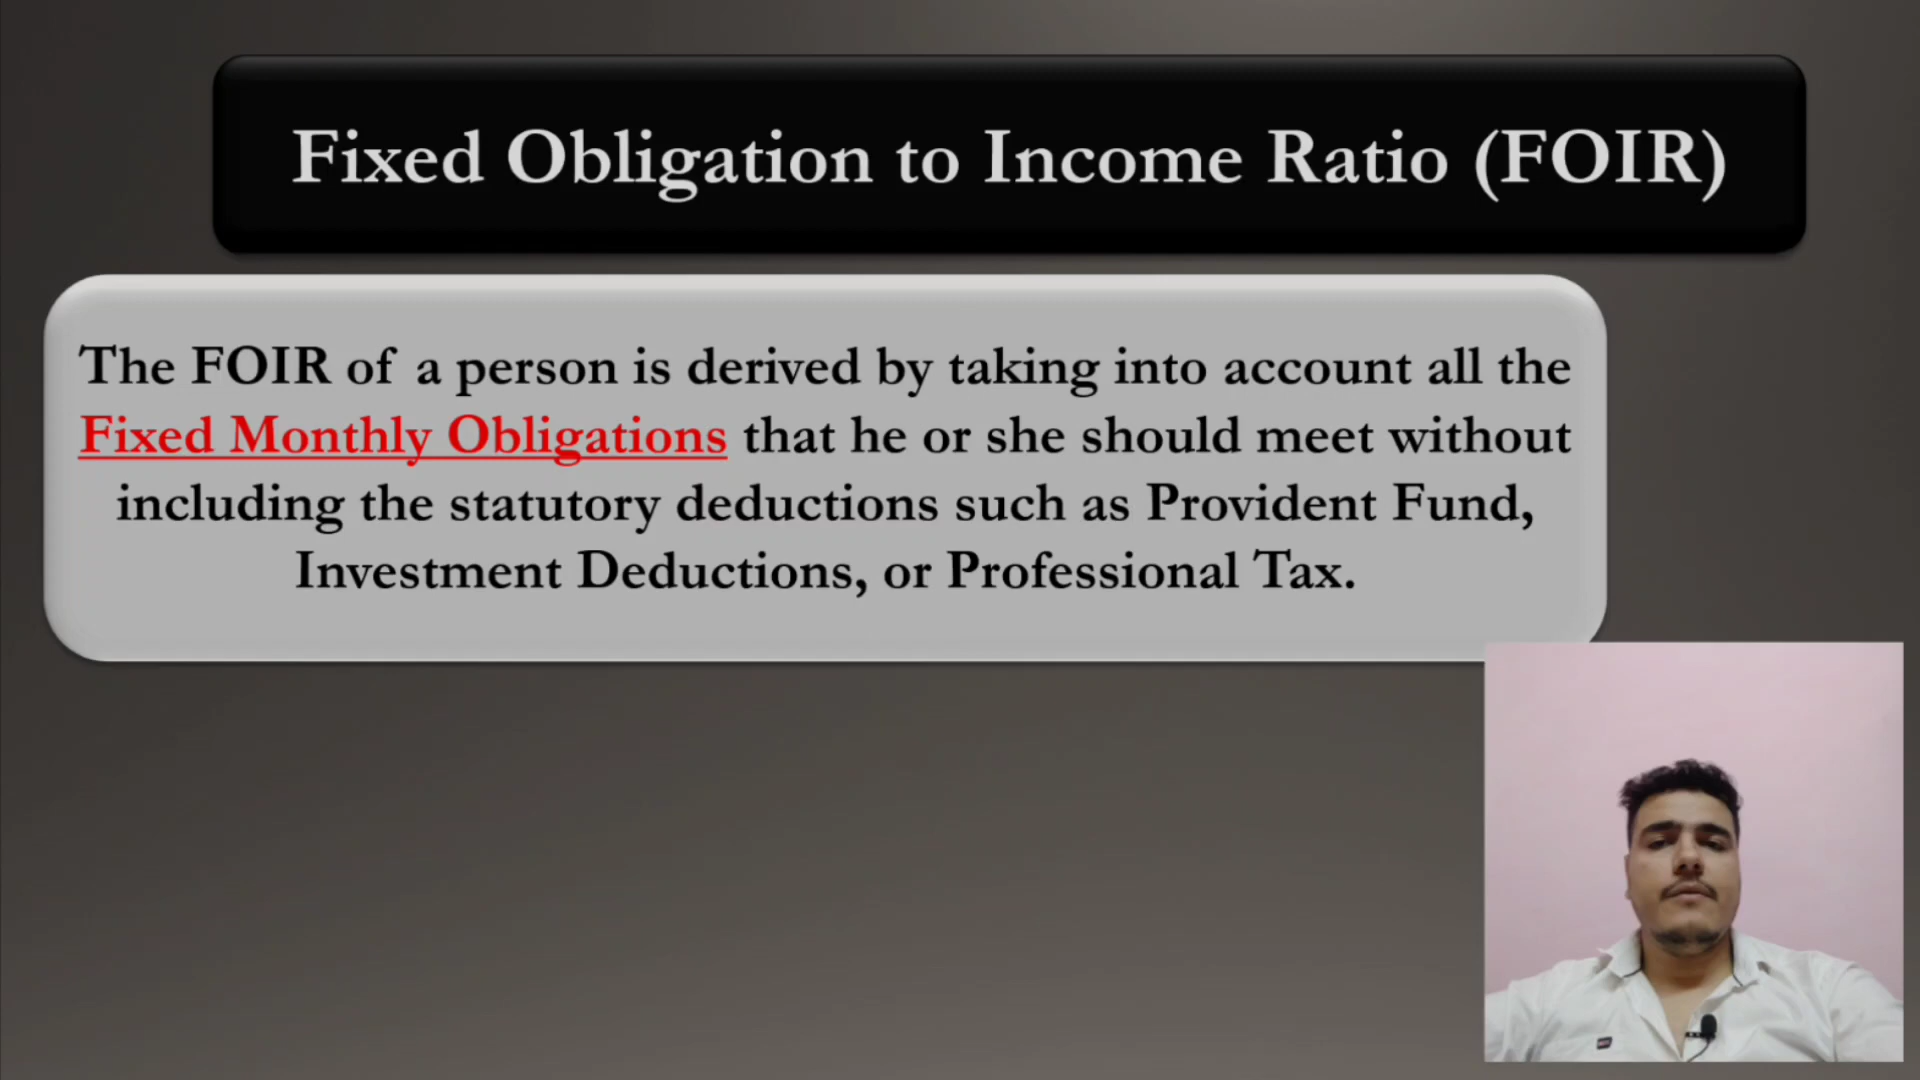 Fixed Obligation to Income Ratio (FOIR)
The FOIR of a person is derived by taking into account all the
Fixed Monthly Obligations that he or she should meet without
including the statutory deductions such as Provident Fund,
Investment Deductions, or Professional Tax.